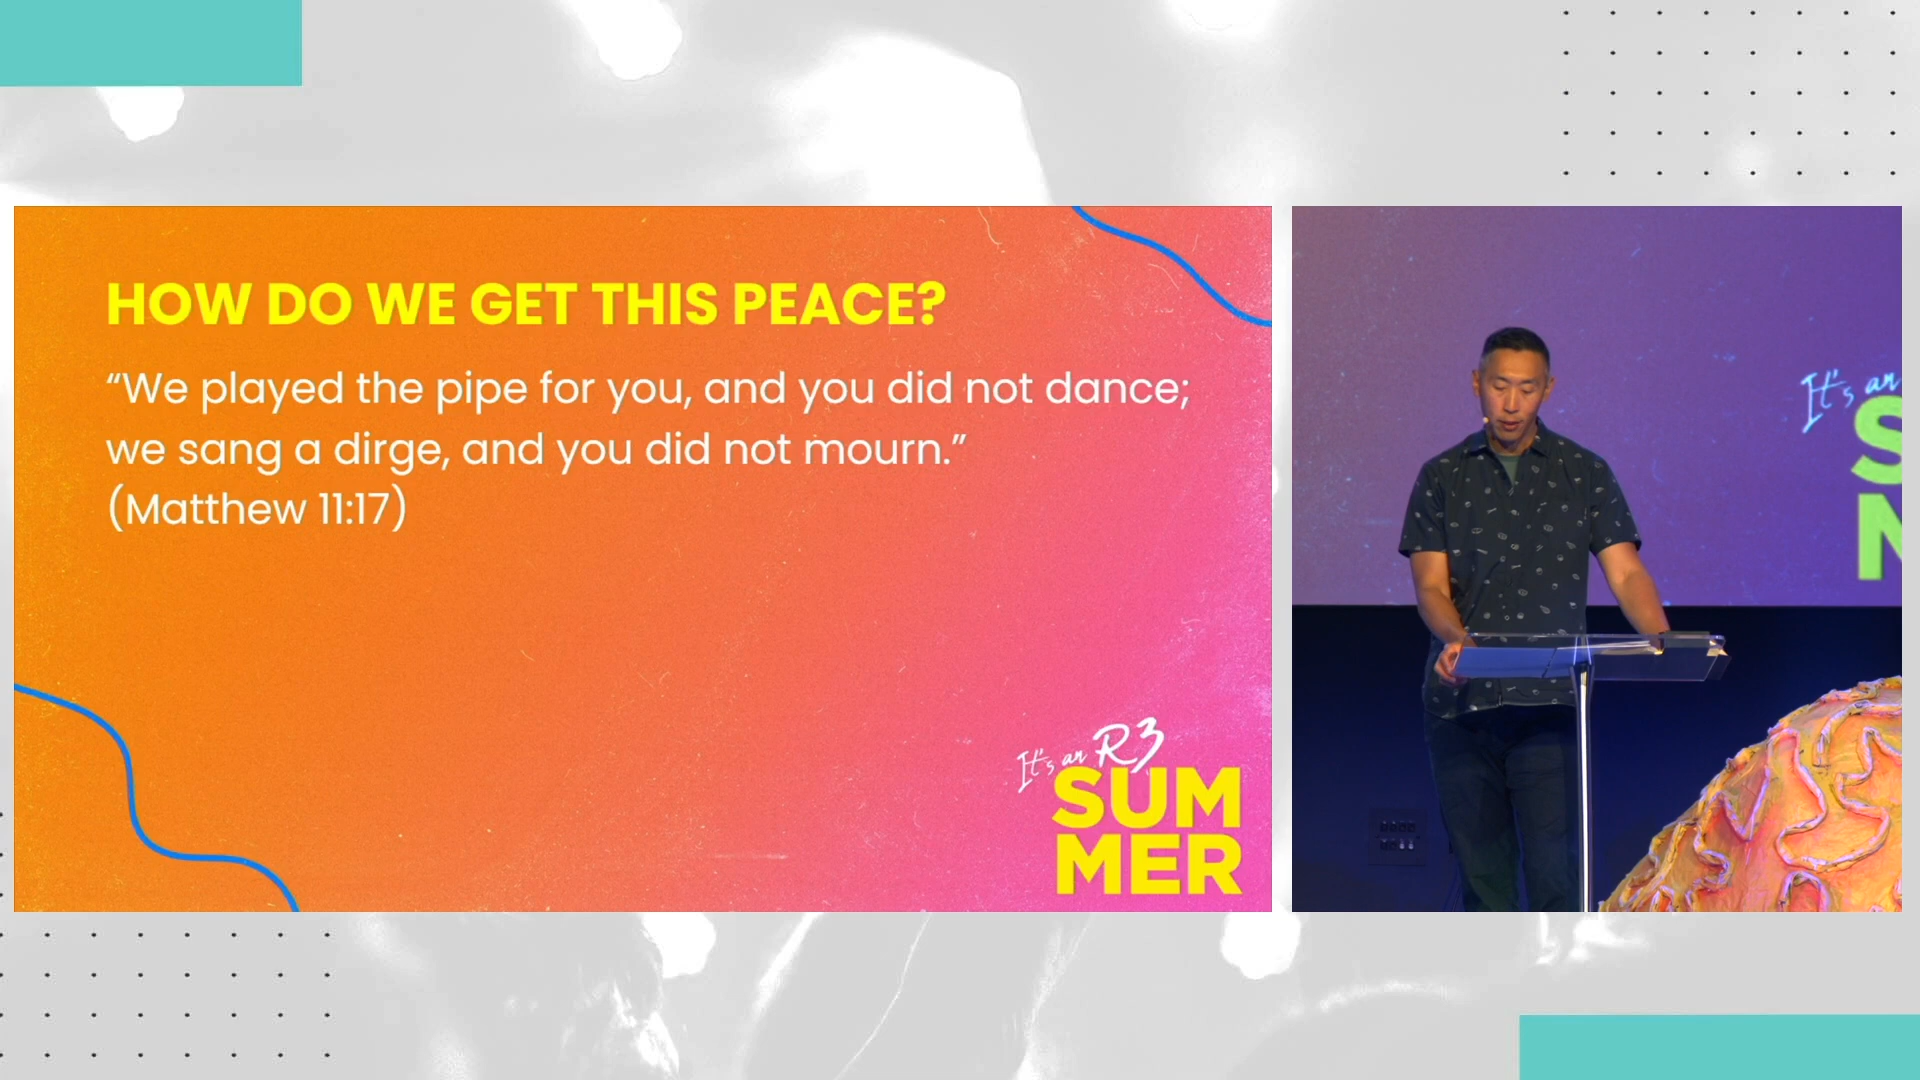 HOW DO WE GET THIS PEACE?
“We played the pipe for you, and you did not dance;
we sang a dirge, and you did not mourn.”
(Matthew 11:17)
It's an R3
SUM
MER
It's an
S